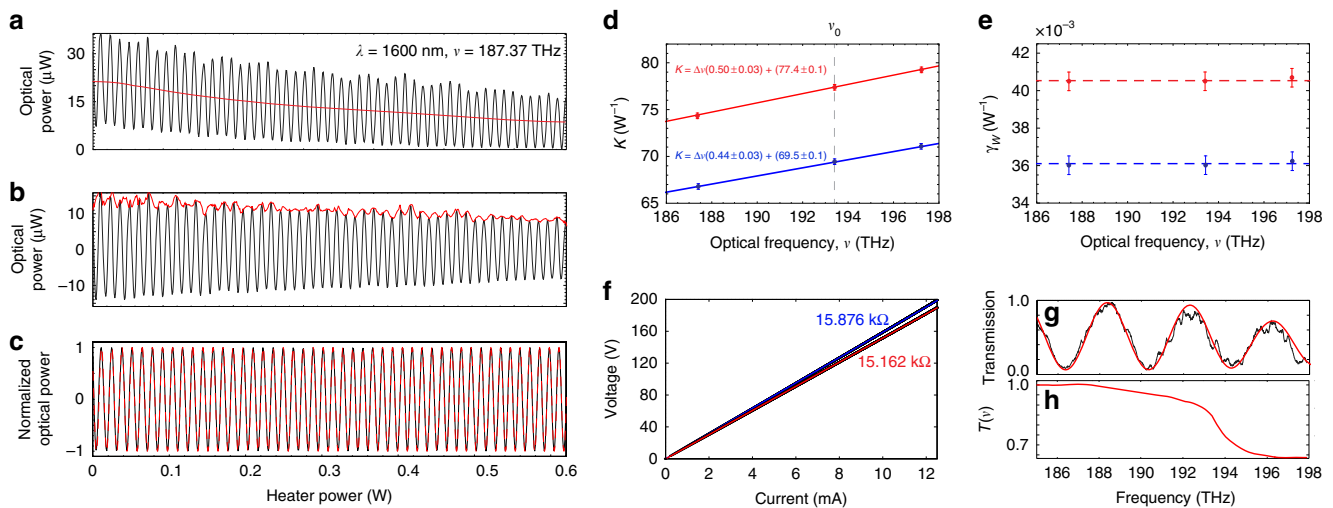 a
Optical
power (μW)
30
15
0
λ = 1600 nm, ν = 187.37 THz
b
Optical
power (μW)
10
0
−10
c
Normalized
optical power
1
0
−1
0 0.1 0.2 0.3 0.4 0.5 0.6
Heater power (W)
d
ν0
K (W−1)
80
75
70
65
K = Δν(0.50±0.03) + (77.4±0.1)
K = Δν(0.44±0.03) + (69.5±0.1)
186 188 190 192 194 196 198
Optical frequency, ν (THz)
e
×10−3
γW (W−1)
42
40
38
36
34
186 188 190 192 194 196 198
Optical frequency, ν (THz)
f
Voltage (V)
200
160
120
80
40
0
15.876 kΩ
15.162 kΩ
0 2 4 6 8 10 12
Current (mA)
g
Transmission
1.0
0.0
h
T(ν)
1.0
0.7
186 188 190 192 194 196 198
Frequency (THz)